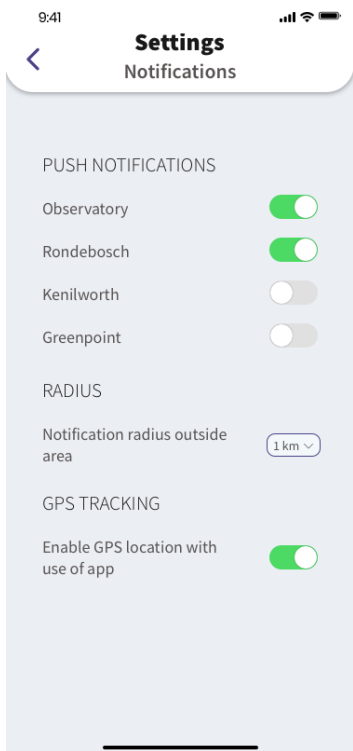 9:41
Settings
Notifications
PUSH NOTIFICATIONS
Observatory
Rondebosch
Kenilworth
Greenpoint
RADIUS
Notification radius outside
area
1 km
GPS TRACKING
Enable GPS location with
use of app